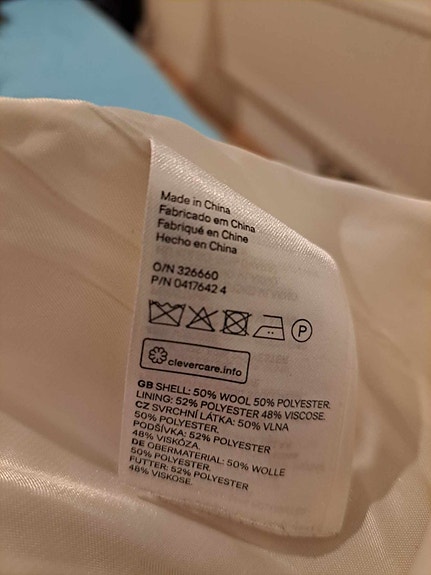 Made in China
Fabricado em China
Fabriqué en Chine
Hecho en China
O/N 326660
P/N 0417642 4
P
clevercare.info
GB SHELL: 50% WOOL 50% POLYESTER.
LINING: 52% POLYESTER 48% VISCOSE.
CZ SVRCHNÍ LÁTKA: 50% VLNA
50% POLYESTER.
PODŠÍVKA: 52% POLYESTER
48% VISKÓZA.
DE OBERMATERIAL: 50% WOLLE
50% POLYESTER.
FUTTER: 52% POLYESTER
48% VISKOSE.